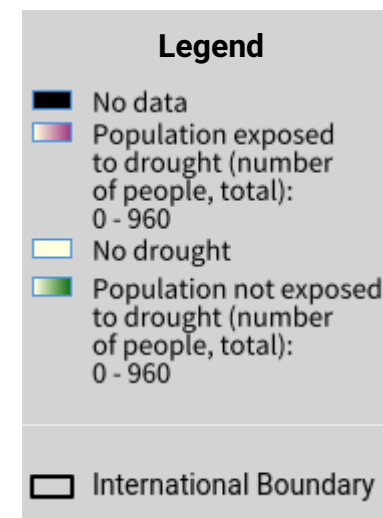 Legend
No data
Population exposed
to drought (number
of people, total):
0 - 960
No drought
Population not exposed
to drought (number
of people, total):
0 - 960
International Boundary